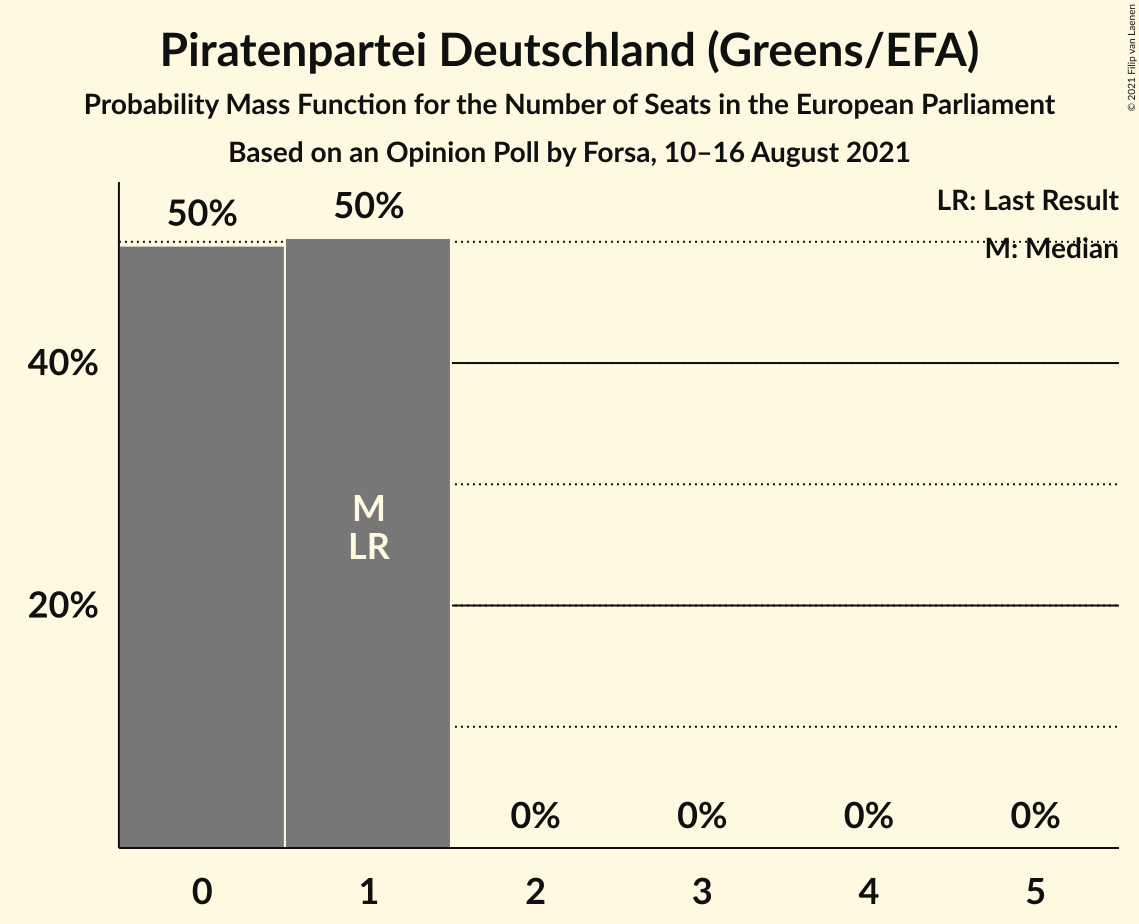 Piratenpartei Deutschland (Greens/EFA)
Probability Mass Function for the Number of Seats in the European Parliament
Based on an Opinion Poll by Forsa, 10–16 August 2021
© 2021 Filip van Laenen
LR: Last Result
M: Median
50%
50%
40%
20%
M
LR
0%
0%
0%
0%
0
1
2
3
4
5